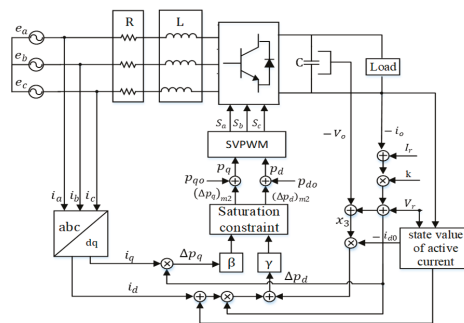 R
L
e_a
e_b
e_c
C
Load
S_a S_b S_c
-V_o
-i_o
SVPWM
I_r
p_q
p_d
k
p_qo
p_do
(Δp_q)_m2
(Δp_d)_m2
V_r
i_a i_b i_c
Saturation
constraint
x_3
abc
dq
-i_d0
state value
of active
current
i_q
Δp_q
β
γ
Δp_d
i_d